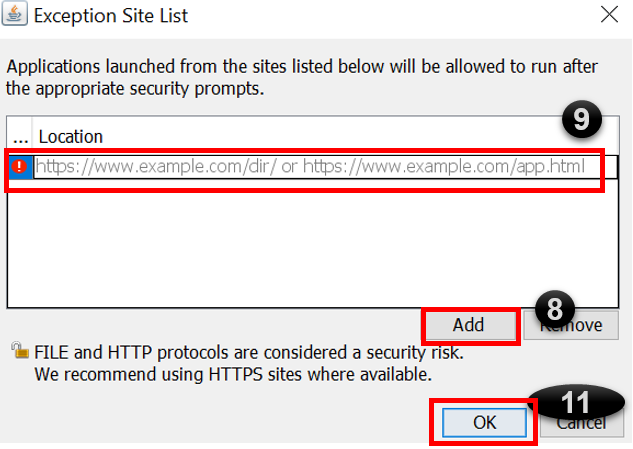 Exception Site List
Applications launched from the sites listed below will be allowed to run after
the appropriate security prompts.
9
... Location
https://www.example.com/dir/ or https://www.example.com/app.html
8
Add Remove
FILE and HTTP protocols are considered a security risk.
We recommend using HTTPS sites where available.
11
OK Cancel